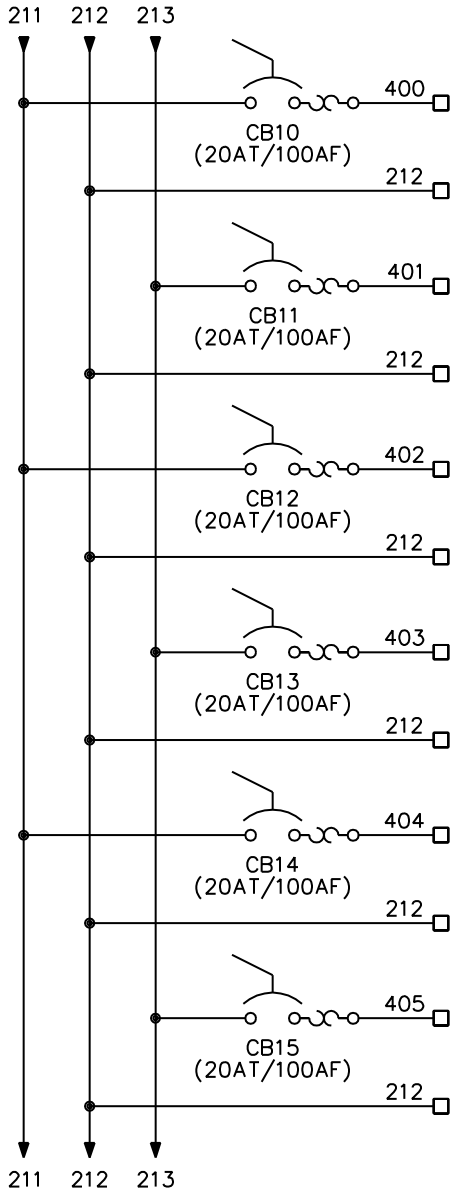 211 212 213
400
CB10
(20AT/100AF)
212
401
CB11
(20AT/100AF)
212
402
CB12
(20AT/100AF)
212
403
CB13
(20AT/100AF)
212
404
CB14
(20AT/100AF)
212
405
CB15
(20AT/100AF)
212
211 212 213